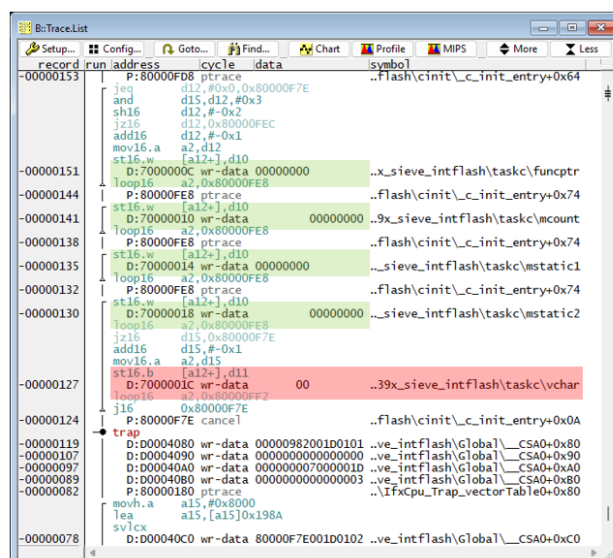 B::Trace.List
Setup... Config... Goto... Find... Chart Profile MIPS More Less
record run address cycle data symbol
-00000153 P:80000FD8 ptrace ..flash\cinit\_c_init_entry+0x64
jeq d12,#0x0,0x80000F7E
and d15,d12,#0x3
sh16 d12,#-0x2
jz16 d12,0x80000FEC
add16 d12,#-0x1
mov16.a a2,d12
st16.w [a12+],d10
-00000151 D:7000000C wr-data 00000000 ..x_sieve_intflash\taskc\funcptr
loop16 a2,0x80000FE8
-00000144 P:80000FE8 ptrace ..flash\cinit\_c_init_entry+0x74
st16.w [a12+],d10
-00000141 D:70000010 wr-data 00000000 ..9x_sieve_intflash\taskc\mcount
loop16 a2,0x80000FE8
-00000138 P:80000FE8 ptrace ..flash\cinit\_c_init_entry+0x74
st16.w [a12+],d10
-00000135 D:70000014 wr-data 00000000 .._sieve_intflash\taskc\mstatic1
loop16 a2,0x80000FE8
-00000132 P:80000FE8 ptrace ..flash\cinit\_c_init_entry+0x74
st16.w [a12+],d10
-00000130 D:70000018 wr-data 00000000 .._sieve_intflash\taskc\mstatic2
loop16 a2,0x80000FE8
jz16 d15,0x80000F7E
add16 d15,#-0x1
mov16.a a2,d15
st16.b [a12+],d11
-00000127 D:7000001C wr-data 00 ..39x_sieve_intflash\taskc\vchar
loop16 a2,0x80000FF2
j16 0x80000F7E
-00000124 P:80000F7E cancel ..flash\cinit\_c_init_entry+0x0A
trap
-00000119 D:D0004080 wr-data 00000982001D0101 ..ve_intflash\Global\__CSA0+0x80
-00000107 D:D0004090 wr-data 0000000000000000 ..ve_intflash\Global\__CSA0+0x90
-00000097 D:D00040A0 wr-data 000000070000001D ..ve_intflash\Global\__CSA0+0xA0
-00000089 D:D00040B0 wr-data 0000000000000003 ..ve_intflash\Global\__CSA0+0xB0
-00000082 P:80000180 ptrace ..\IfxCpu_Trap_vectorTable0+0x80
movh.a a15,#0x8000
lea a15,[a15]0x198A
svlcx
-00000078 D:D00040C0 wr-data 80000F7E001D0102 ..ve_intflash\Global\__CSA0+0xC0